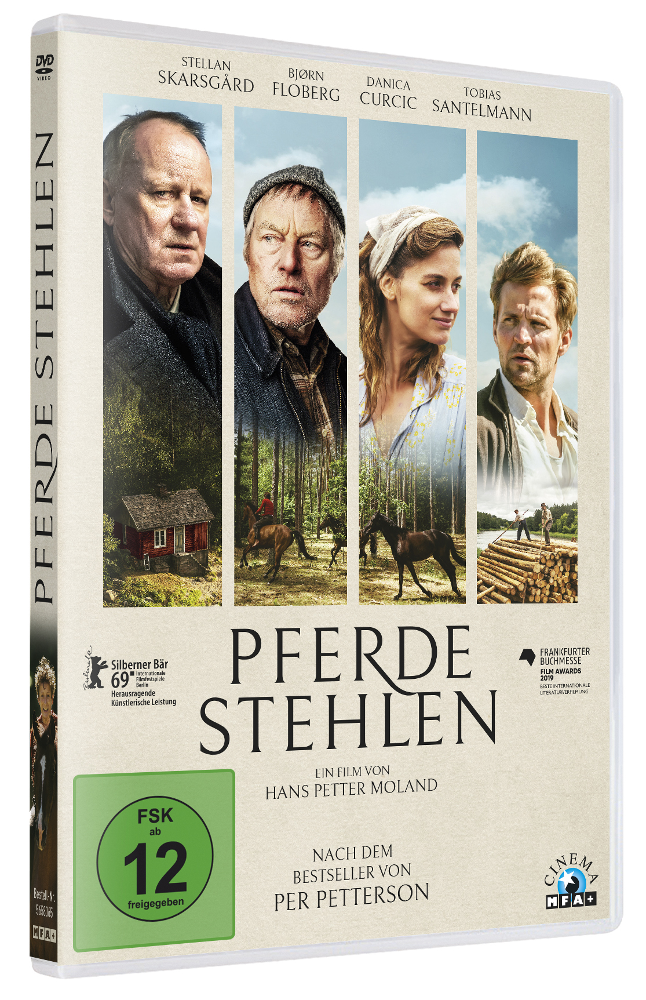 DVD
VIDEO
PFERDE STEHLEN
Bestell-Nr.
5658065
MFA+
STELLAN
SKARSGÅRD
BJØRN
FLOBERG
DANICA
CURCIC
TOBIAS
SANTELMANN
PFERDE
STEHLEN
Berlinale
Silberner Bär
69 Internationale
Filmfestspiele
Berlin
Herausragende
Künstlerische Leistung
FRANKFURTER
BUCHMESSE
FILM AWARDS
2019
BESTE INTERNATIONALE
LITERATURVERFILMUNG
EIN FILM VON
HANS PETTER MOLAND
NACH DEM
BESTSELLER VON
PER PETTERSON
FSK
ab
12
freigegeben
CINEMA
MFA+